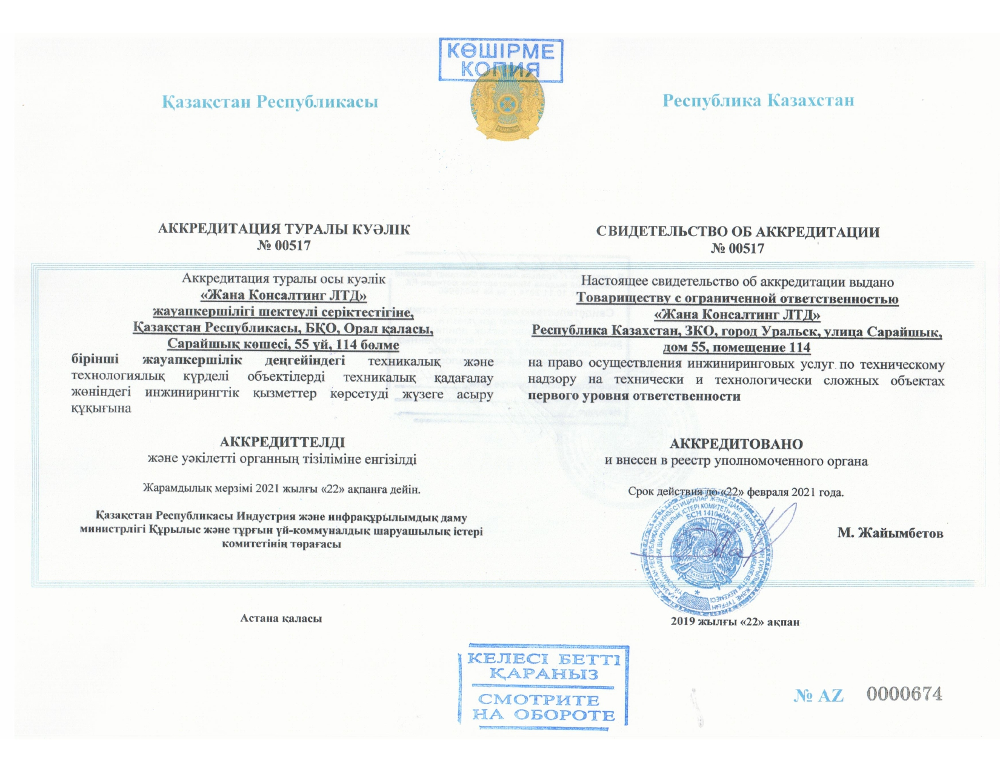 КӨШІРМЕ
КОПИЯ
Қазақстан Республикасы
Республика Казахстан
АККРЕДИТАЦИЯ ТУРАЛЫ КУӘЛІК
№ 00517
Аккредитация туралы осы куәлік
«Жана Консалтинг ЛТД»
жауапкершілігі шектеулі серіктестігіне,
Қазақстан Республикасы, БҚО, Орал қаласы,
Сарайшық көшесі, 55 үй, 114 бөлме
бірінші жауапкершілік деңгейіндегі техникалық және
технологиялық күрделі объектілерді техникалық қадағалау
жөніндегі инжинирингтік қызметтер көрсетуді жүзеге асыру
құқығына
АККРЕДИТТЕЛДІ
және уәкілетті органның тізіліміне енгізілді
Жарамдылық мерзімі 2021 жылғы «22» ақпанға дейін.
Қазақстан Республикасы Индустрия және инфрақұрылымдық даму
министрлігі Құрылыс және тұрғын үй-коммуналдық шаруашылық істері
комитетінің төрағасы
Астана қаласы
СВИДЕТЕЛЬСТВО ОБ АККРЕДИТАЦИИ
№ 00517
Настоящее свидетельство об аккредитации выдано
Товариществу с ограниченной ответственностью
«Жана Консалтинг ЛТД»
Республика Казахстан, ЗКО, город Уральск, улица Сарайшык,
дом 55, помещение 114
на право осуществления инжиниринговых услуг по техническому
надзору на технически и технологически сложных объектах
первого уровня ответственности
АККРЕДИТОВАНО
и внесен в реестр уполномоченного органа
Срок действия до «22» февраля 2021 года.
М. Жайымбетов
2019 жылғы «22» ақпан
КЕЛЕСІ БЕТТІ
ҚАРАНЫЗ
СМОТРИТЕ
НА ОБОРОТЕ
№ AZ 0000674